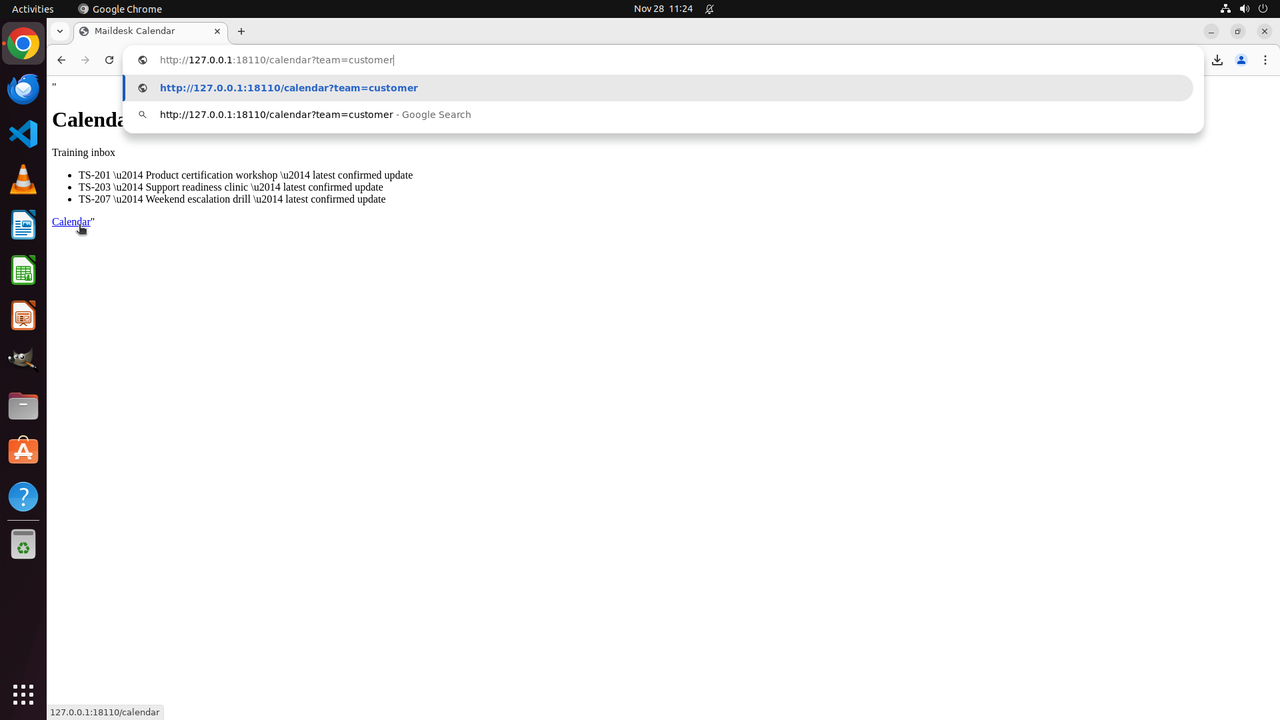 Activities
Google Chrome
Nov 28 11:24
Maildesk Calendar
http://127.0.0.1:18110/calendar?team=customer
http://127.0.0.1:18110/calendar?team=customer
http://127.0.0.1:18110/calendar?team=customer - Google Search
"
Calenda
Training inbox
TS-201 \u2014 Product certification workshop \u2014 latest confirmed update
TS-203 \u2014 Support readiness clinic \u2014 latest confirmed update
TS-207 \u2014 Weekend escalation drill \u2014 latest confirmed update
Calendar"
127.0.0.1:18110/calendar